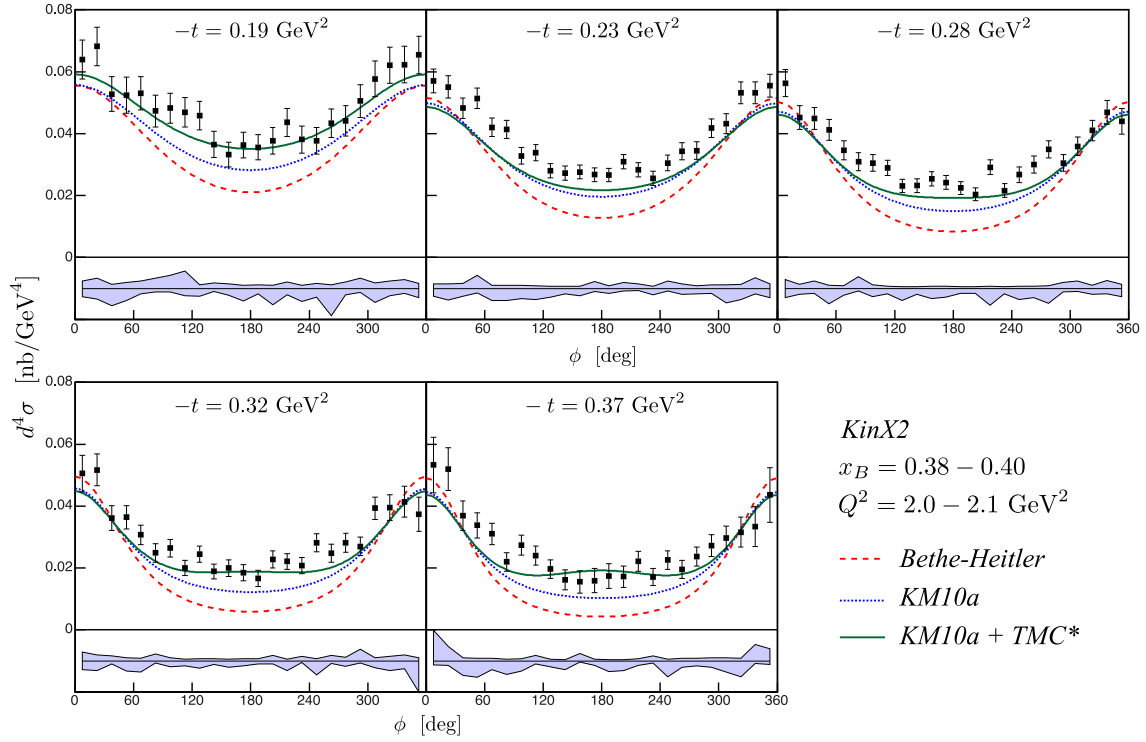 d⁴σ [nb/GeV⁴]
0.08
0.06
0.04
0.02
0
−t = 0.19 GeV²
−t = 0.23 GeV²
−t = 0.28 GeV²
0 60 120 180 240 300 0 60 120 180 240 300 0 60 120 180 240 300 360
ϕ [deg] ϕ [deg]
0.08
0.06
0.04
0.02
0
−t = 0.32 GeV²
− t = 0.37 GeV²
0 60 120 180 240 300 0 60 120 180 240 300 360
ϕ [deg] ϕ [deg]
KinX2
x_B = 0.38 − 0.40
Q² = 2.0 − 2.1 GeV²
Bethe-Heitler
KM10a
KM10a + TMC*